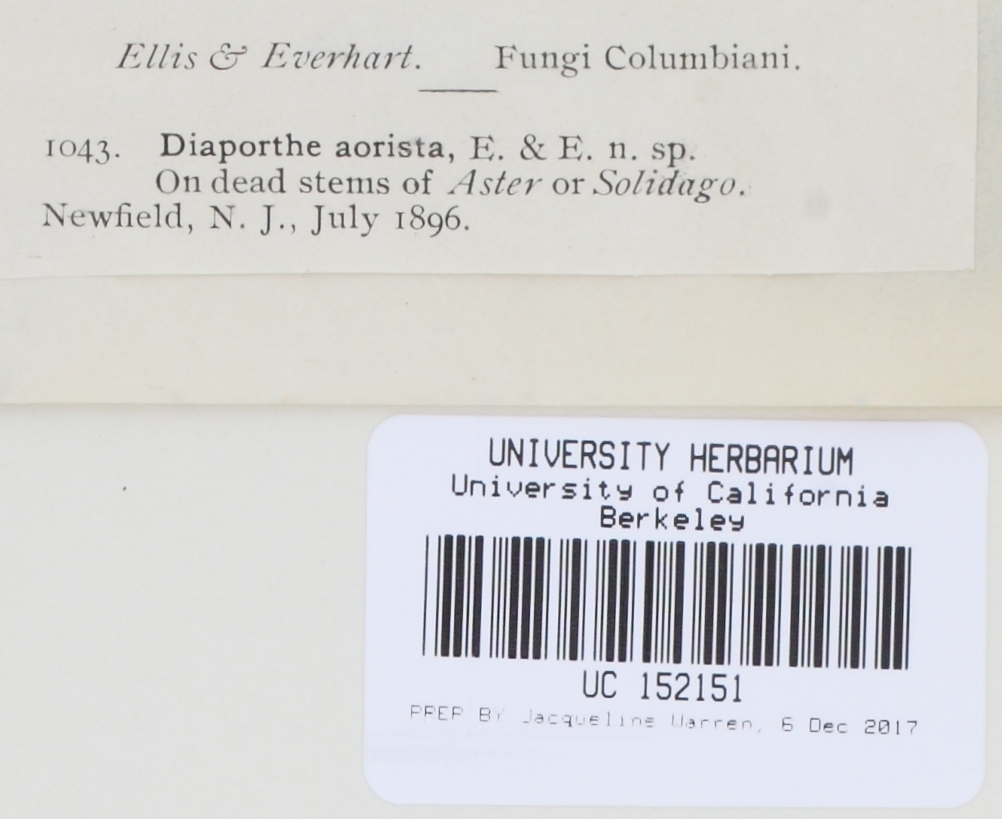 Ellis & Everhart. Fungi Columbiani.
1043. Diaporthe aorista, E. & E. n. sp.
On dead stems of Aster or Solidago.
Newfield, N. J., July 1896.
UNIVERSITY HERBARIUM
University of California
Berkeley
UC 152151
PREP BY Jacqueline Warren, 6 Dec 2017